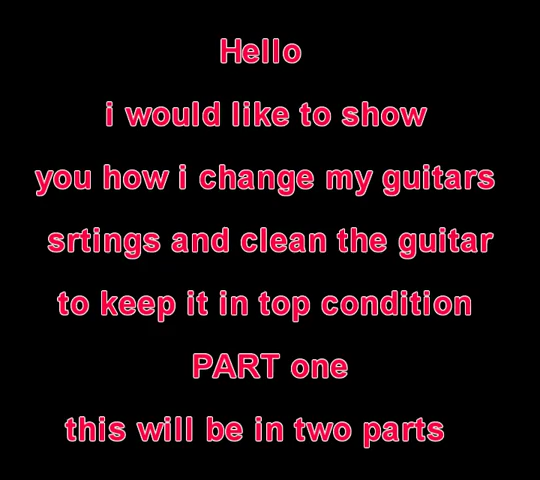 Hello
i would like to show
you how i change my guitars
srtings and clean the guitar
to keep it in top condition
PART one
this will be in two parts